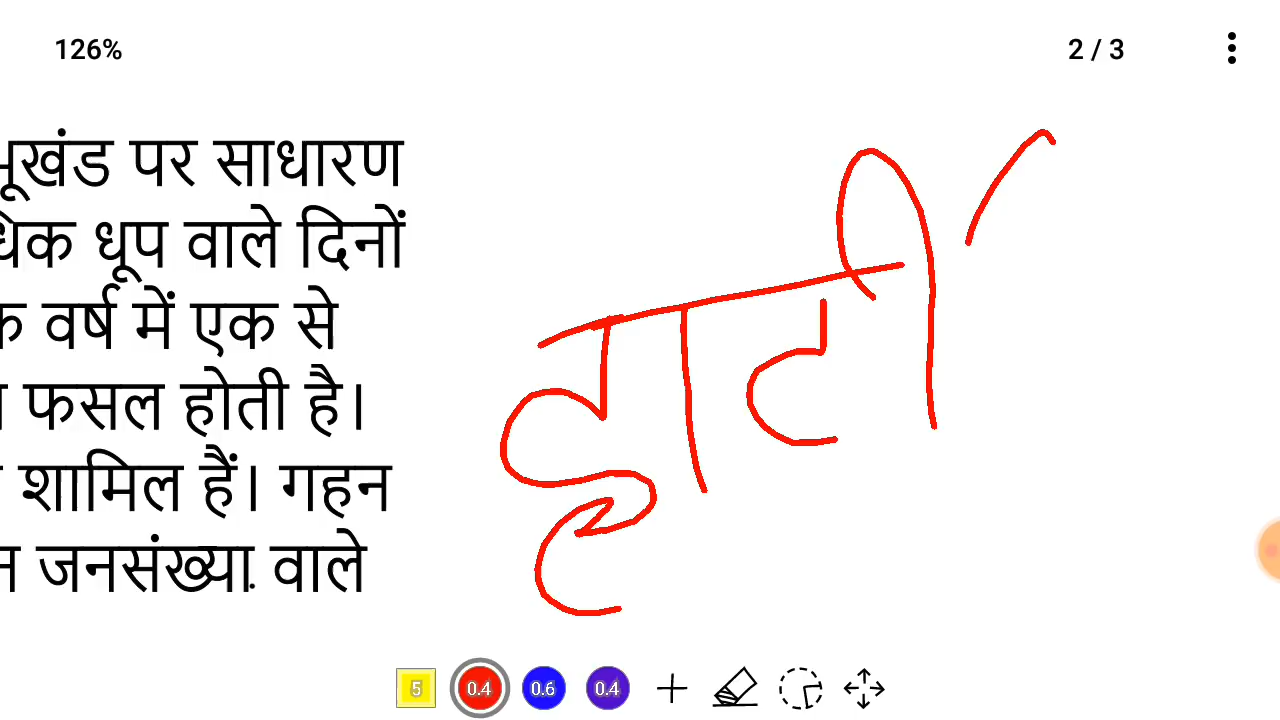 126%
2 / 3
भूखंड पर साधारण
धिक धूप वाले दिनों
क वर्ष में एक से
फसल होती है।
शामिल हैं। गहन
न जनसंख्या. वाले
हाटी
5 0.4 0.6 0.4